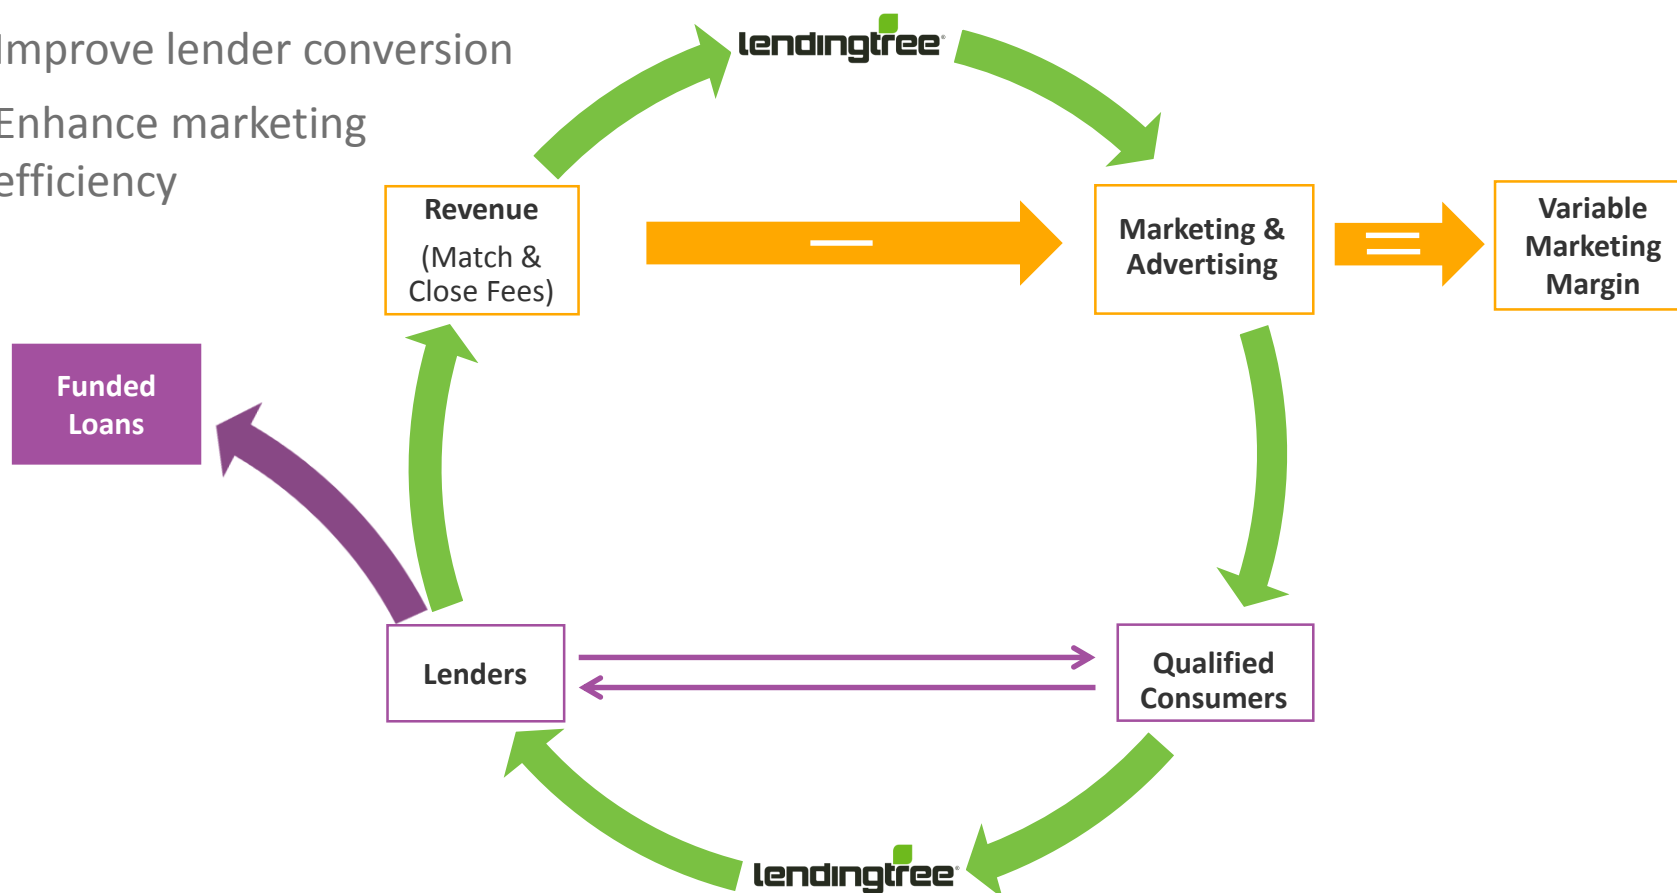 Improve lender conversion
Enhance marketing
efficiency
lendingtree
Revenue
(Match &
Close Fees)
Marketing &
Advertising
Variable
Marketing
Margin
Funded
Loans
Lenders
Qualified
Consumers
lendingtree